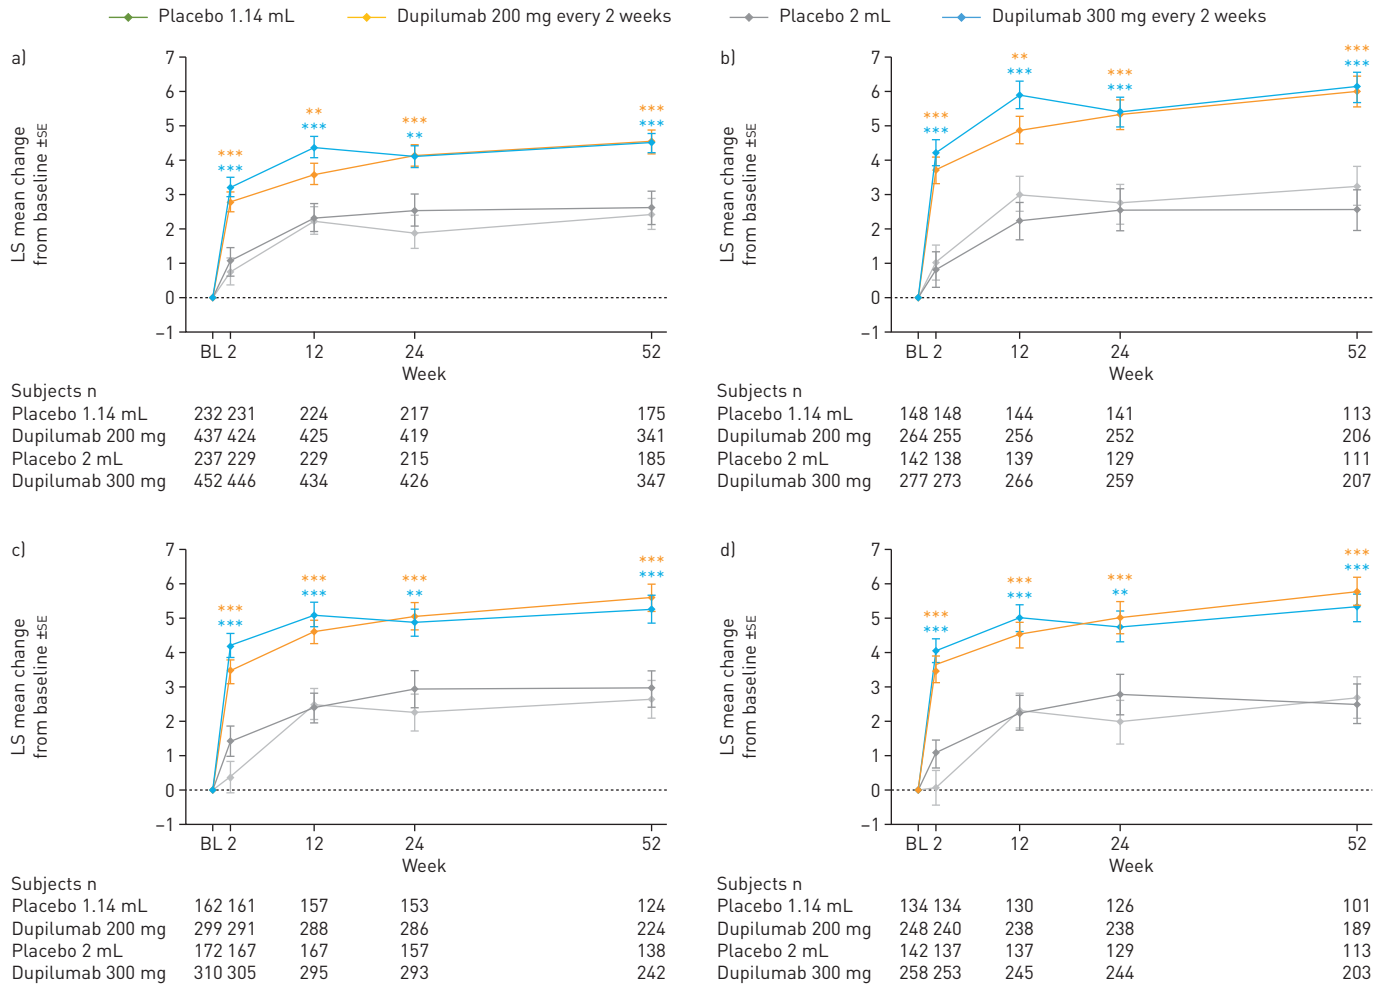 Placebo 1.14 mL Dupilumab 200 mg every 2 weeks Placebo 2 mL Dupilumab 300 mg every 2 weeks
a)
LS mean change
from baseline ±SE
7
6
5
4
3
2
1
0
–1
** ***
*** *** ***
*** **
***
BL 2 12 24 52
Week
Subjects n
Placebo 1.14 mL 232 231 224 217 175
Dupilumab 200 mg 437 424 425 419 341
Placebo 2 mL 237 229 229 215 185
Dupilumab 300 mg 452 446 434 426 347
b)
LS mean change
from baseline ±SE
7
6
5
4
3
2
1
0
–1
** ***
*** *** ***
*** ***
***
BL 2 12 24 52
Week
Subjects n
Placebo 1.14 mL 148 148 144 141 113
Dupilumab 200 mg 264 255 256 252 206
Placebo 2 mL 142 138 139 129 111
Dupilumab 300 mg 277 273 266 259 207
c)
LS mean change
from baseline ±SE
7
6
5
4
3
2
1
0
–1
***
*** *** ***
*** **
***
***
BL 2 12 24 52
Week
Subjects n
Placebo 1.14 mL 162 161 157 153 124
Dupilumab 200 mg 299 291 288 286 224
Placebo 2 mL 172 167 167 157 138
Dupilumab 300 mg 310 305 295 293 242
d)
LS mean change
from baseline ±SE
7
6
5
4
3
2
1
0
–1
***
*** *** ***
*** **
***
***
BL 2 12 24 52
Week
Subjects n
Placebo 1.14 mL 134 134 130 126 101
Dupilumab 200 mg 248 240 238 238 189
Placebo 2 mL 142 137 137 129 113
Dupilumab 300 mg 258 253 245 244 203